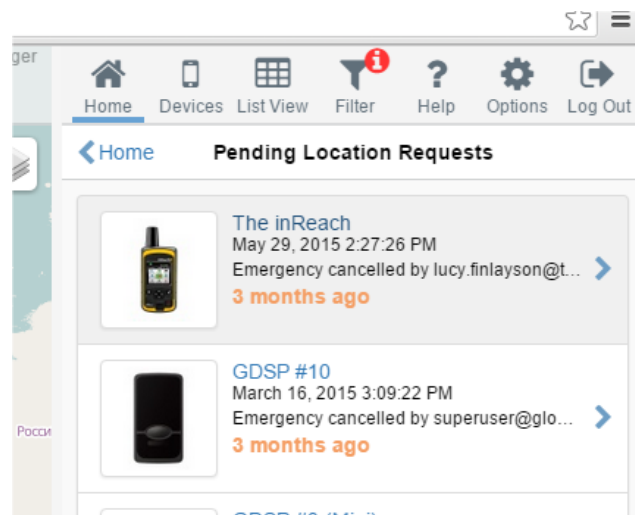 ger
Home Devices List View Filter Help Options Log Out
Home
Pending Location Requests
The inReach
May 29, 2015 2:27:26 PM
Emergency cancelled by lucy.finlayson@t...
3 months ago
GDSP #10
March 16, 2015 3:09:22 PM
Emergency cancelled by superuser@glo...
3 months ago
Росси